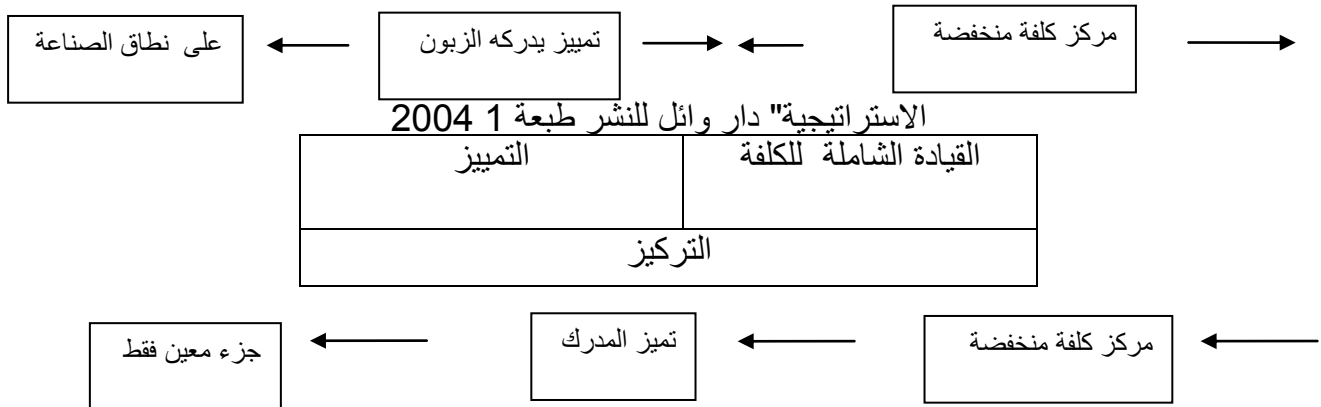 مركز كلفة منخفضة
تمييز يدركه الزبون
على نطاق الصناعة
الاستراتيجية" دار وائل للنشر طبعة 1 2004
القيادة الشاملة للكلفة
التمييز
التركيز
مركز كلفة منخفضة
تميز المدرك
جزء معين فقط